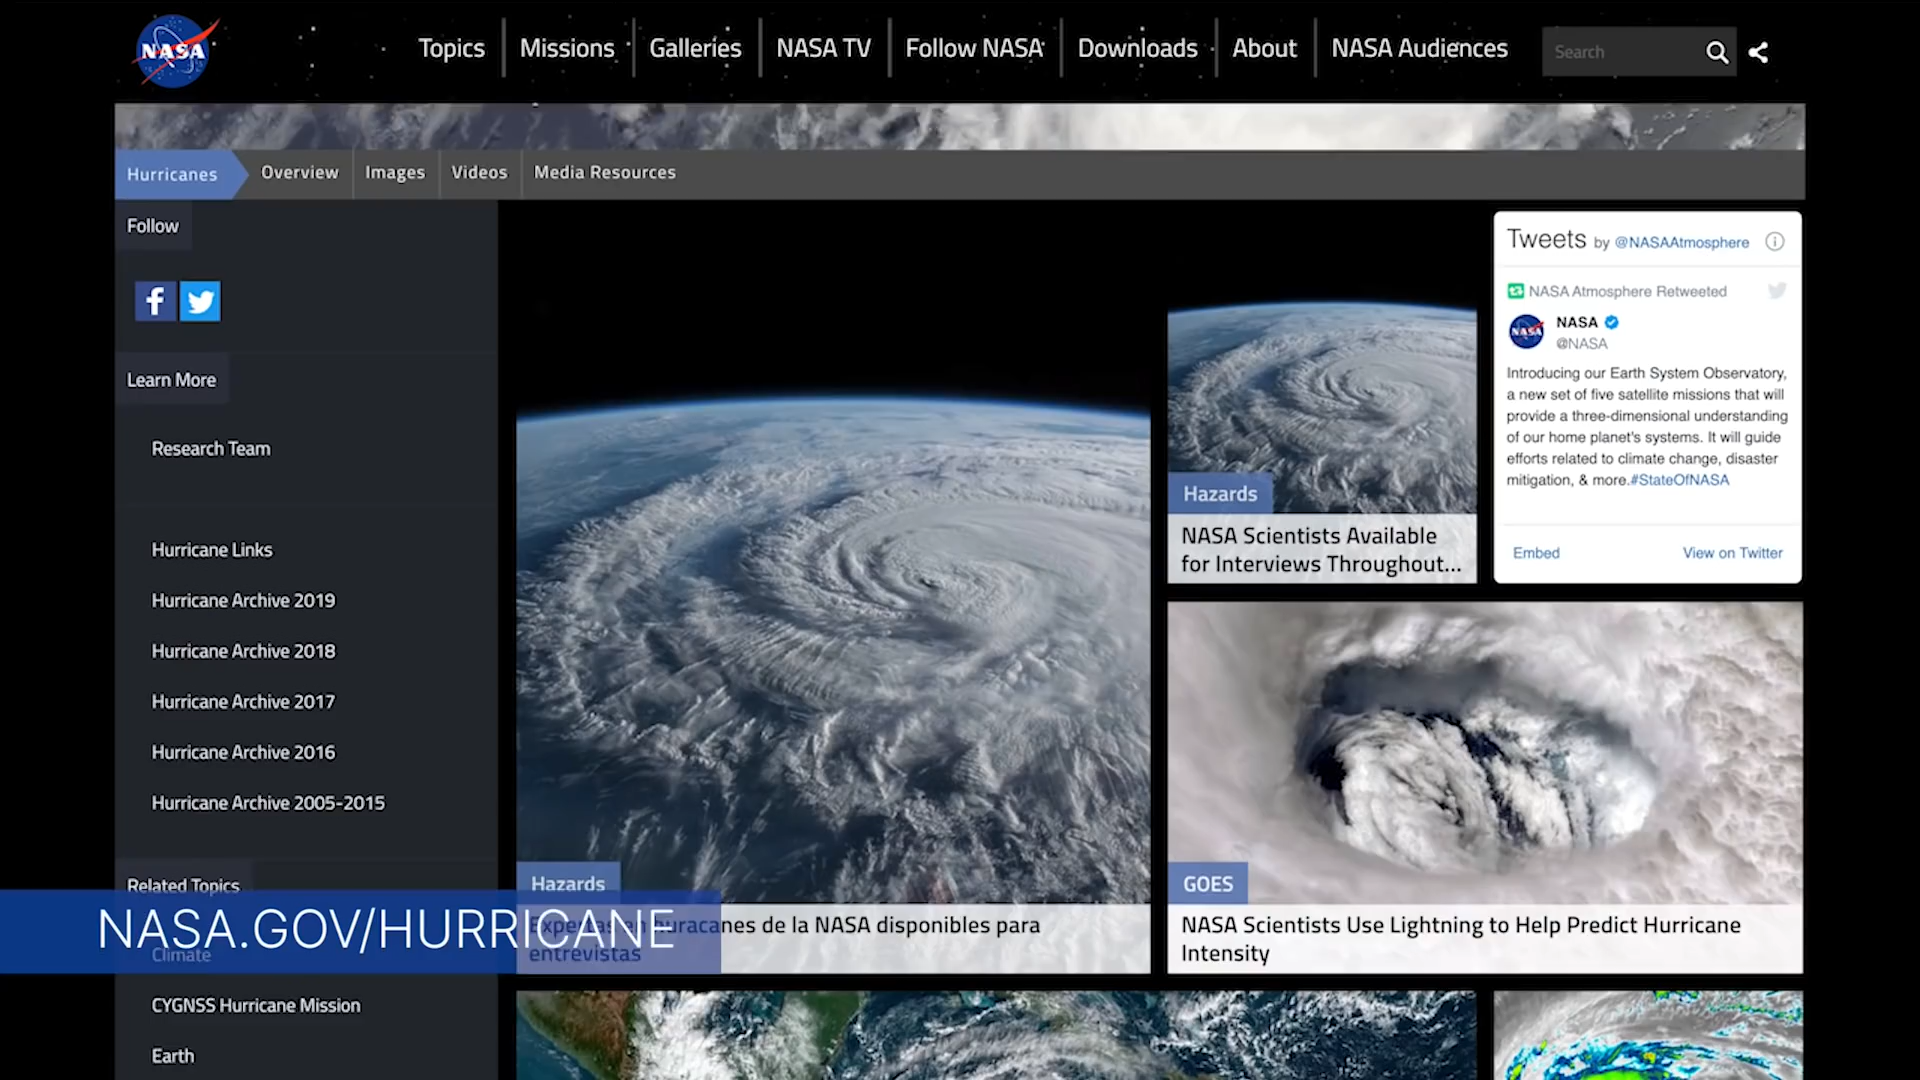 NASA
Topics
Missions
Galleries
NASA TV
Follow NASA
Downloads
About
NASA Audiences
Search
Hurricanes
Overview
Images
Videos
Media Resources
Follow
Learn More
Research Team
Hurricane Links
Hurricane Archive 2019
Hurricane Archive 2018
Hurricane Archive 2017
Hurricane Archive 2016
Hurricane Archive 2005-2015
Related Topics
Climate
CYGNSS Hurricane Mission
Earth
NASA.GOV/HURRICANE
Hazards
Expertas en huracanes de la NASA disponibles para
entrevistas
Hazards
NASA Scientists Available
for Interviews Throughout...
Tweets by @NASAAtmosphere
NASA Atmosphere Retweeted
NASA
NASA
@NASA
Introducing our Earth System Observatory,
a new set of five satellite missions that will
provide a three-dimensional understanding
of our home planet's systems. It will guide
efforts related to climate change, disaster
mitigation, & more.#StateOfNASA
Embed
View on Twitter
GOES
NASA Scientists Use Lightning to Help Predict Hurricane
Intensity